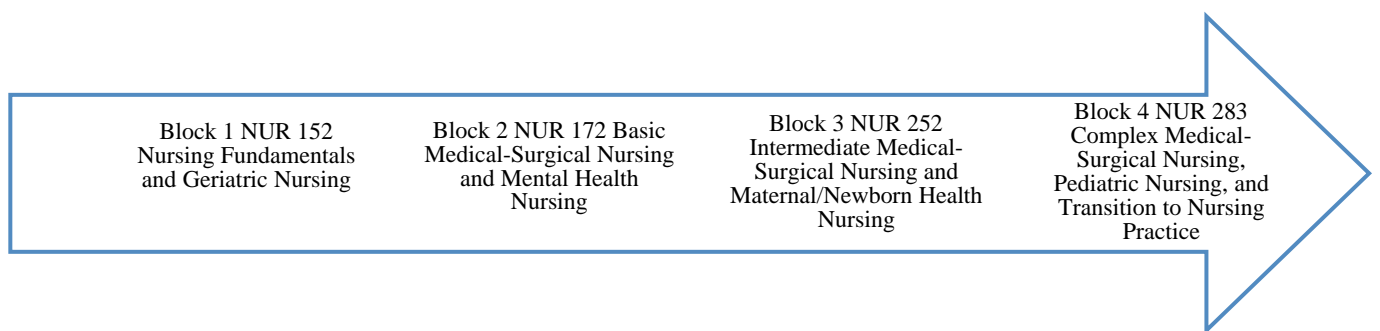 Block 1 NUR 152
Nursing Fundamentals
and Geriatric Nursing
Block 2 NUR 172 Basic
Medical-Surgical Nursing
and Mental Health
Nursing
Block 3 NUR 252
Intermediate Medical-
Surgical Nursing and
Maternal/Newborn Health
Nursing
Block 4 NUR 283
Complex Medical-
Surgical Nursing,
Pediatric Nursing, and
Transition to Nursing
Practice